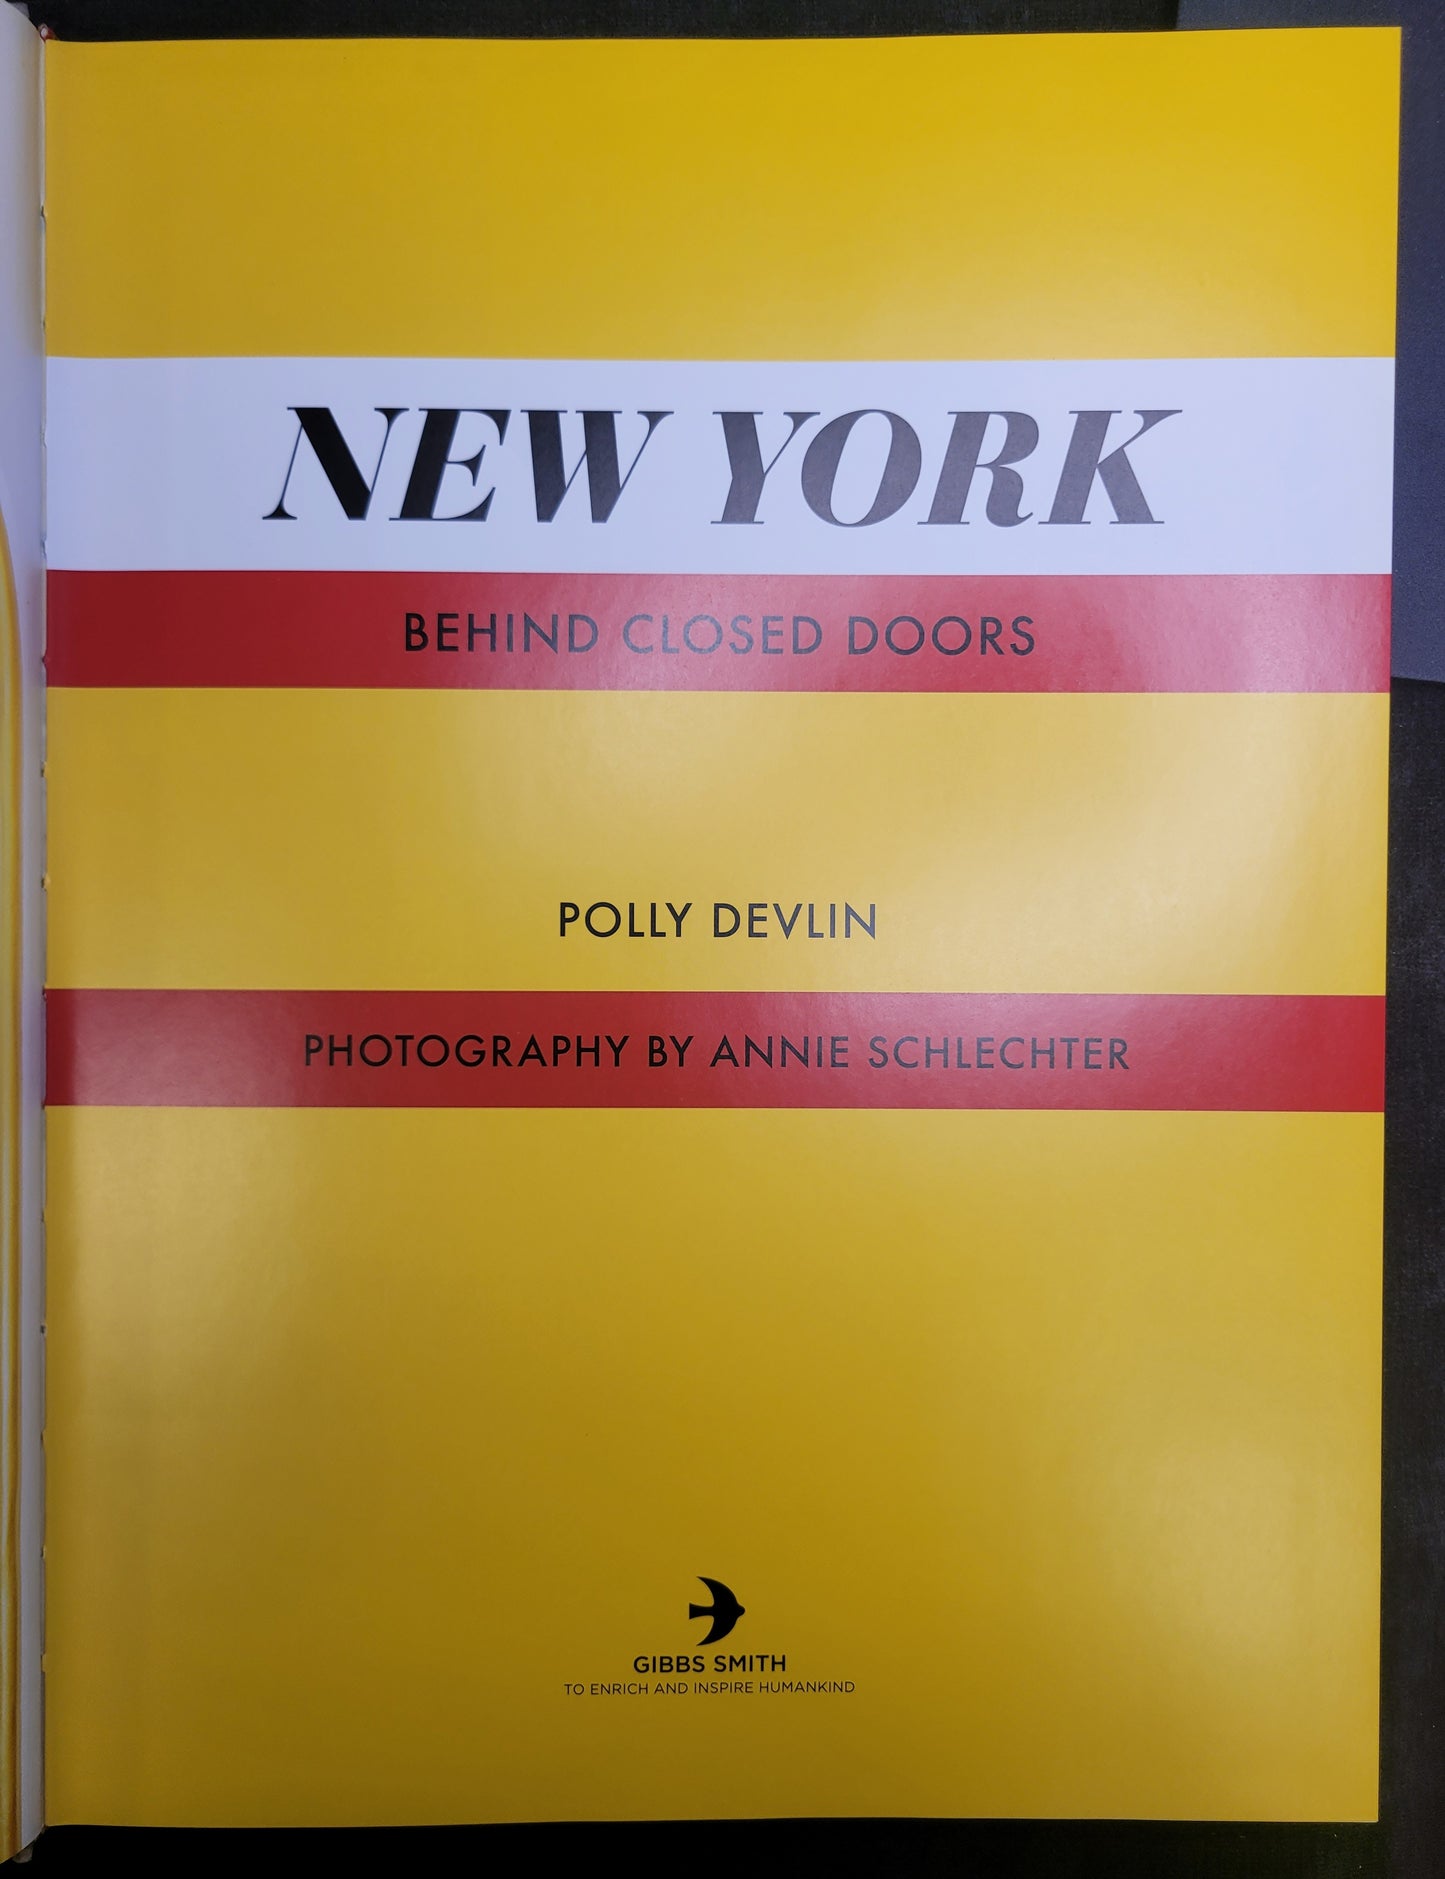 NEW YORK
BEHIND CLOSED DOORS
POLLY DEVLIN
PHOTOGRAPHY BY ANNIE SCHLECHTER
GIBBS SMITH
TO ENRICH AND INSPIRE HUMANKIND